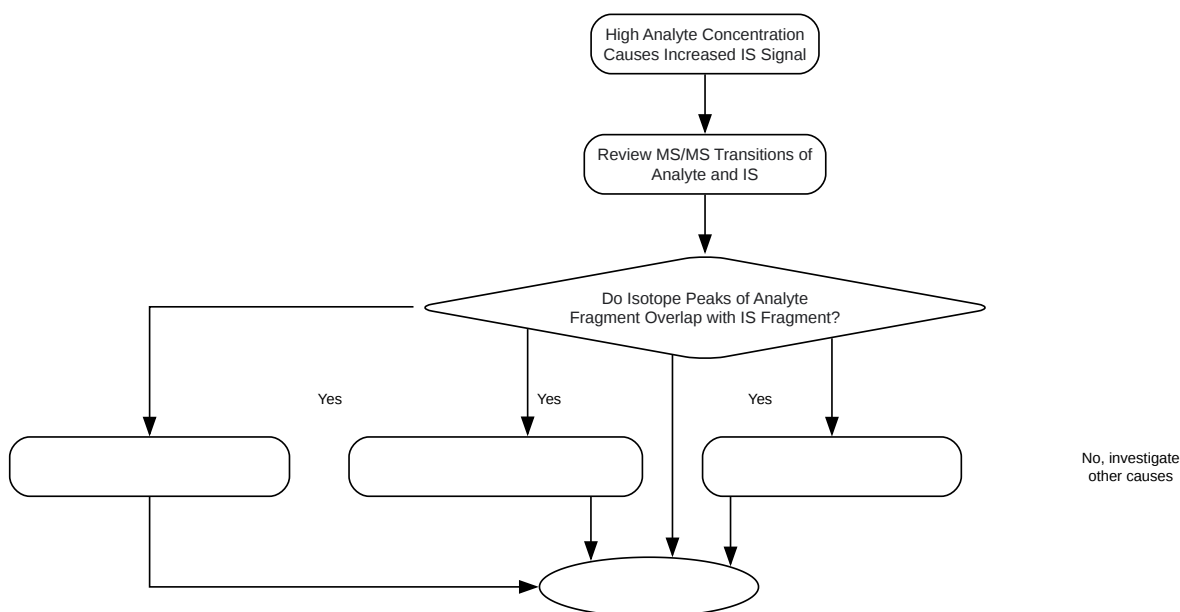 High Analyte Concentration
Causes Increased IS Signal
Review MS/MS Transitions of
Analyte and IS
Do Isotope Peaks of Analyte
Fragment Overlap with IS Fragment?
Yes
Yes
Yes
No, investigate
other causes